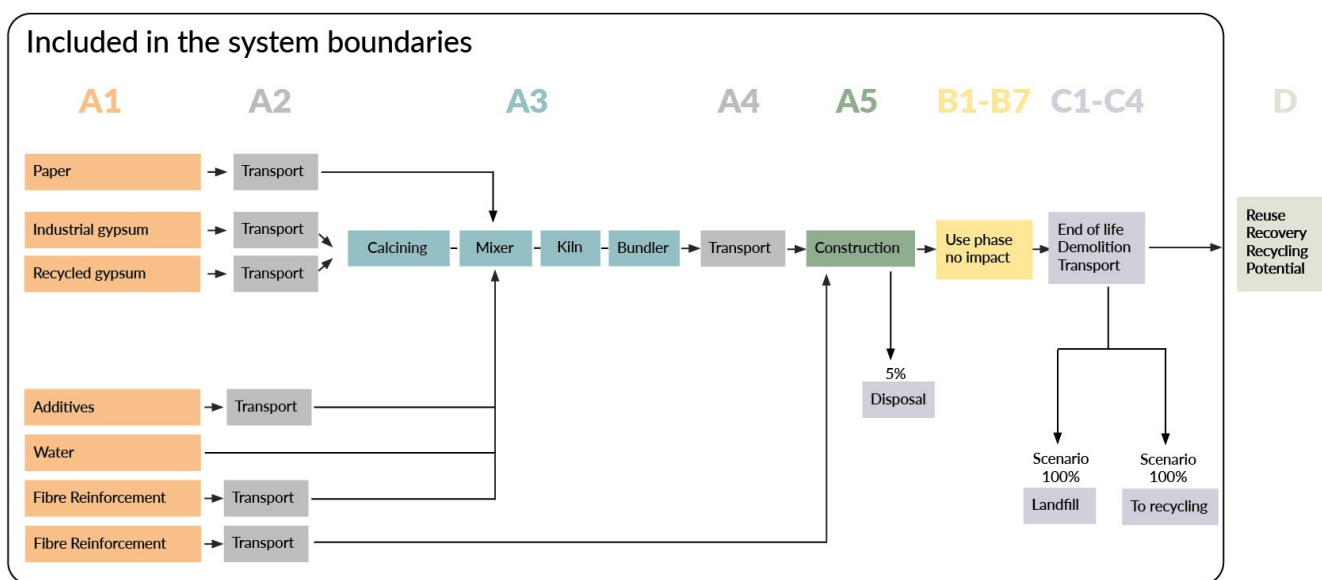 Included in the system boundaries
A1
A2
A3
A4
A5
B1-B7
C1-C4
D
Paper
Transport
Industrial gypsum
Transport
Recycled gypsum
Transport
Calcining
Mixer
Kiln
Bundler
Transport
Construction
Use phase
no impact
End of life
Demolition
Transport
Reuse
Recovery
Recycling
Potential
5%
Disposal
Additives
Transport
Water
Fibre Reinforcement
Transport
Fibre Reinforcement
Transport
Scenario
100%
Landfill
Scenario
100%
To recycling